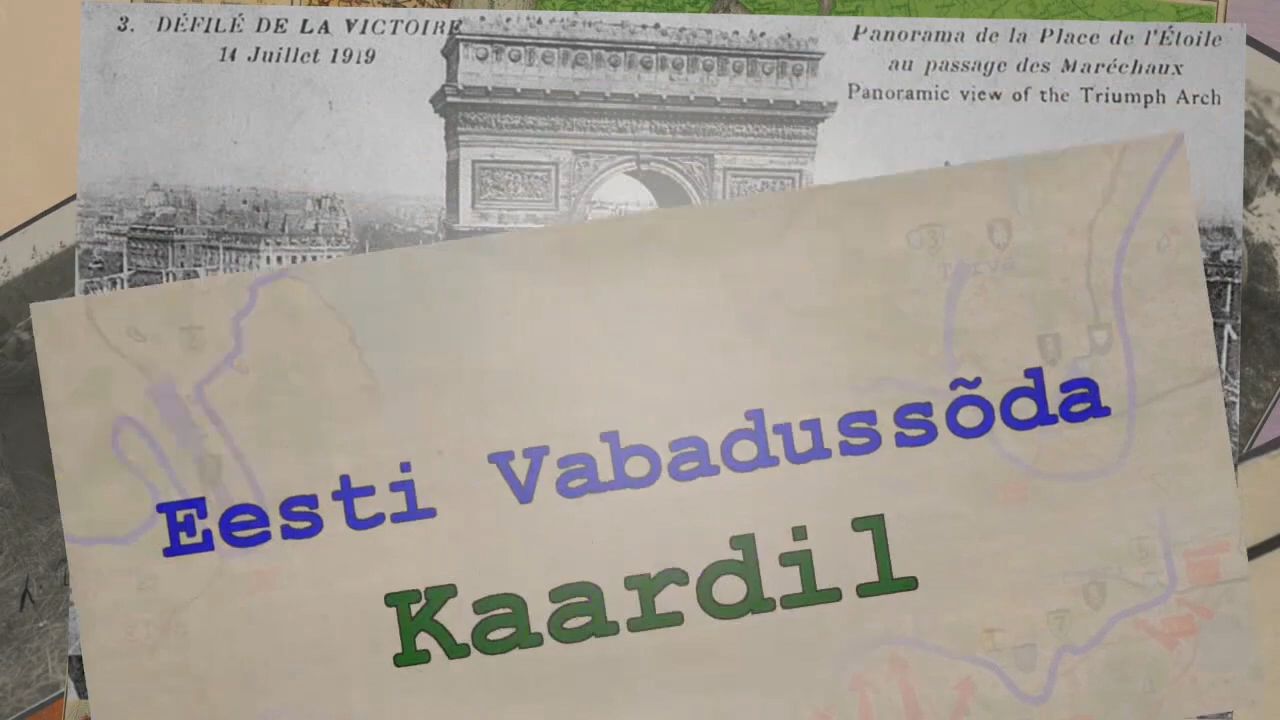 3. DÉFILÉ DE LA VICTOIRE
14 Juillet 1919
Panorama de la Place de l'Étoile
au passage des Maréchaux
Panoramic view of the Triumph Arch
Eesti Vabadussõda
Kaardil